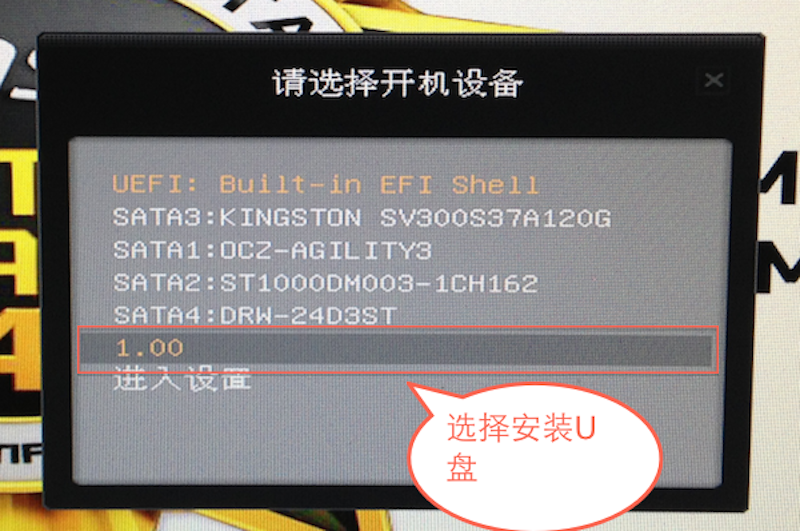 请选择开机设备
UEFI: Built-in EFI Shell
SATA3:KINGSTON SV300S37A120G
SATA1:OCZ-AGILITY3
SATA2:ST1000DM003-1CH162
SATA4:DRW-24D3ST
1.00
进入设置
选择安装U
盘